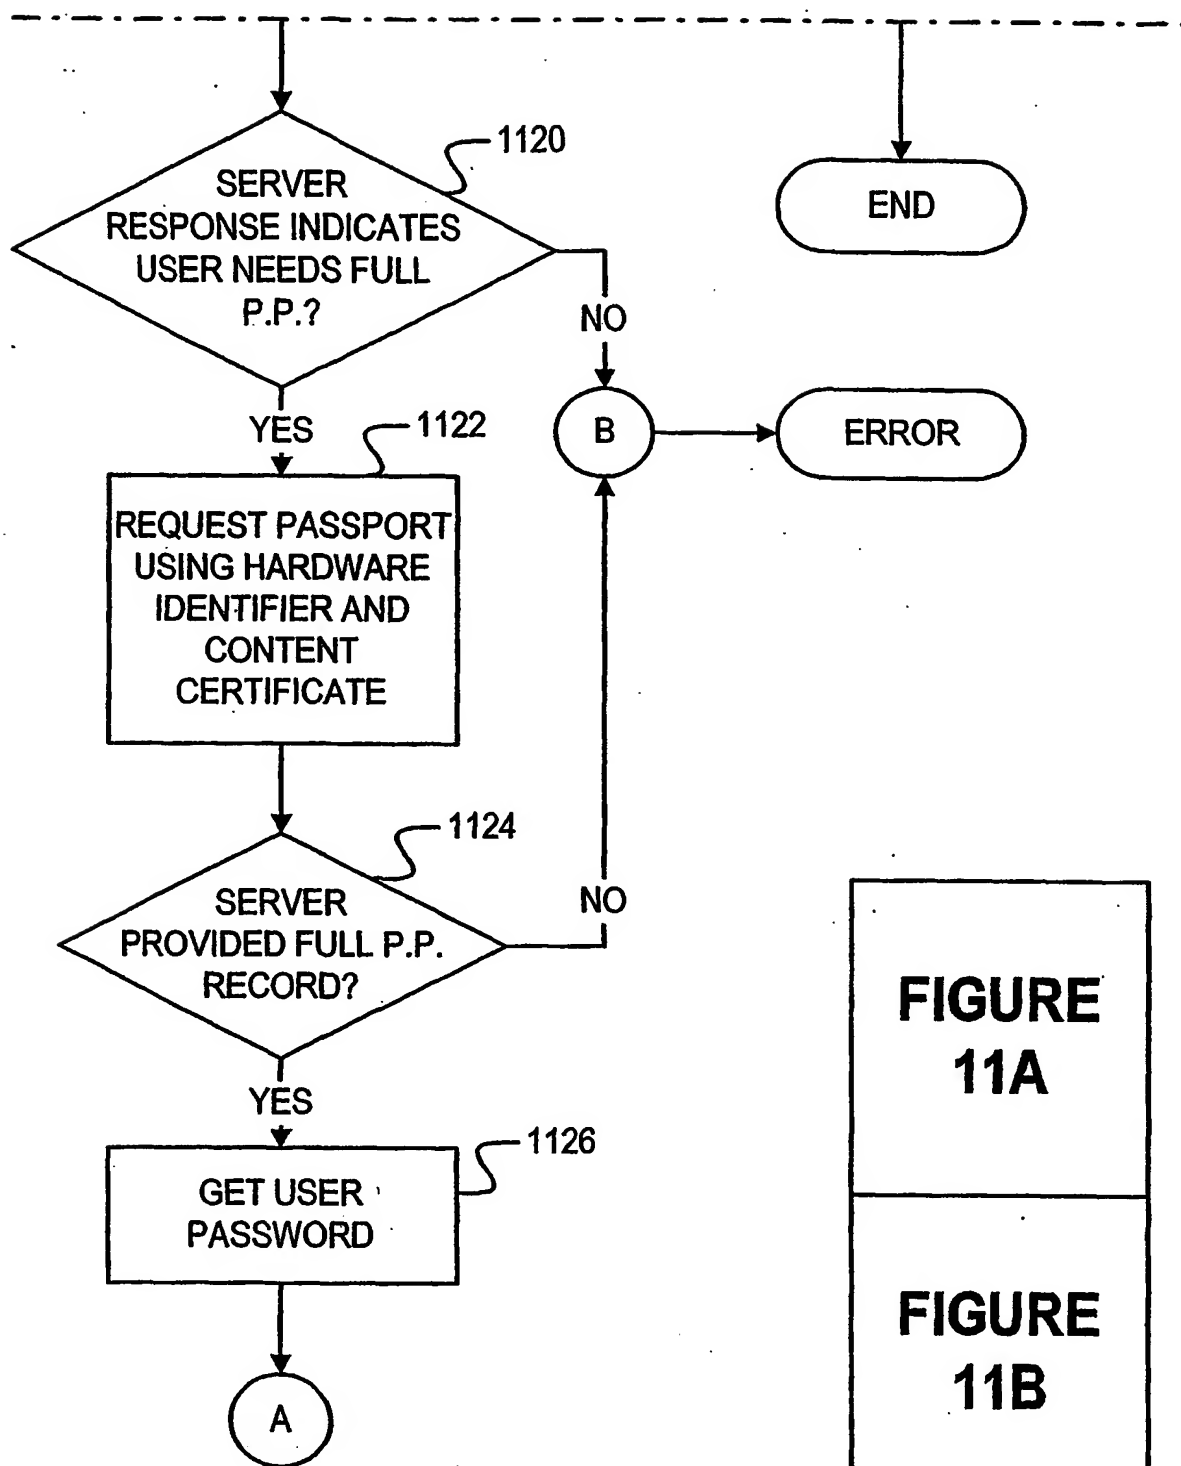 1120
SERVER
RESPONSE INDICATES
USER NEEDS FULL
P.P.?
END
NO
YES
1122
B
ERROR
REQUEST PASSPORT
USING HARDWARE
IDENTIFIER AND
CONTENT
CERTIFICATE
1124
SERVER
PROVIDED FULL P.P.
RECORD?
NO
YES
1126
GET USER
PASSWORD
A
FIGURE
11A
FIGURE
11B